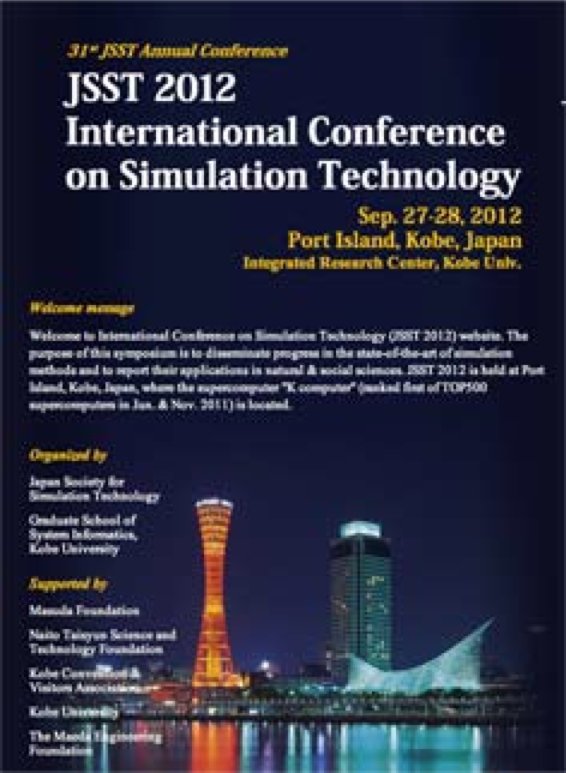 31st JSST Annual Conference
JSST 2012
International Conference
on Simulation Technology
Sep. 27-28, 2012
Port Island, Kobe, Japan
Integrated Research Center, Kobe Univ.
Welcome message
Welcome to International Conference on Simulation Technology (JSST 2012) website. The
purpose of this symposium is to disseminate progress in the state-of-the-art of simulation
methods and to report their applications in natural & social sciences. JSST 2012 is held at Port
Island, Kobe, Japan, where the supercomputer "K computer" (ranked first of TOP500
supercomputers in Jun. & Nov. 2011) is located.
Organized by
Japan Society for
Simulation Technology
Graduate School of
System Informatics,
Kobe University
Supported by
Masuda Foundation
Naito Taisyun Science and
Technology Foundation
Kobe Convention &
Visitors Association
Kobe University
The Mazda Engineering
Foundation